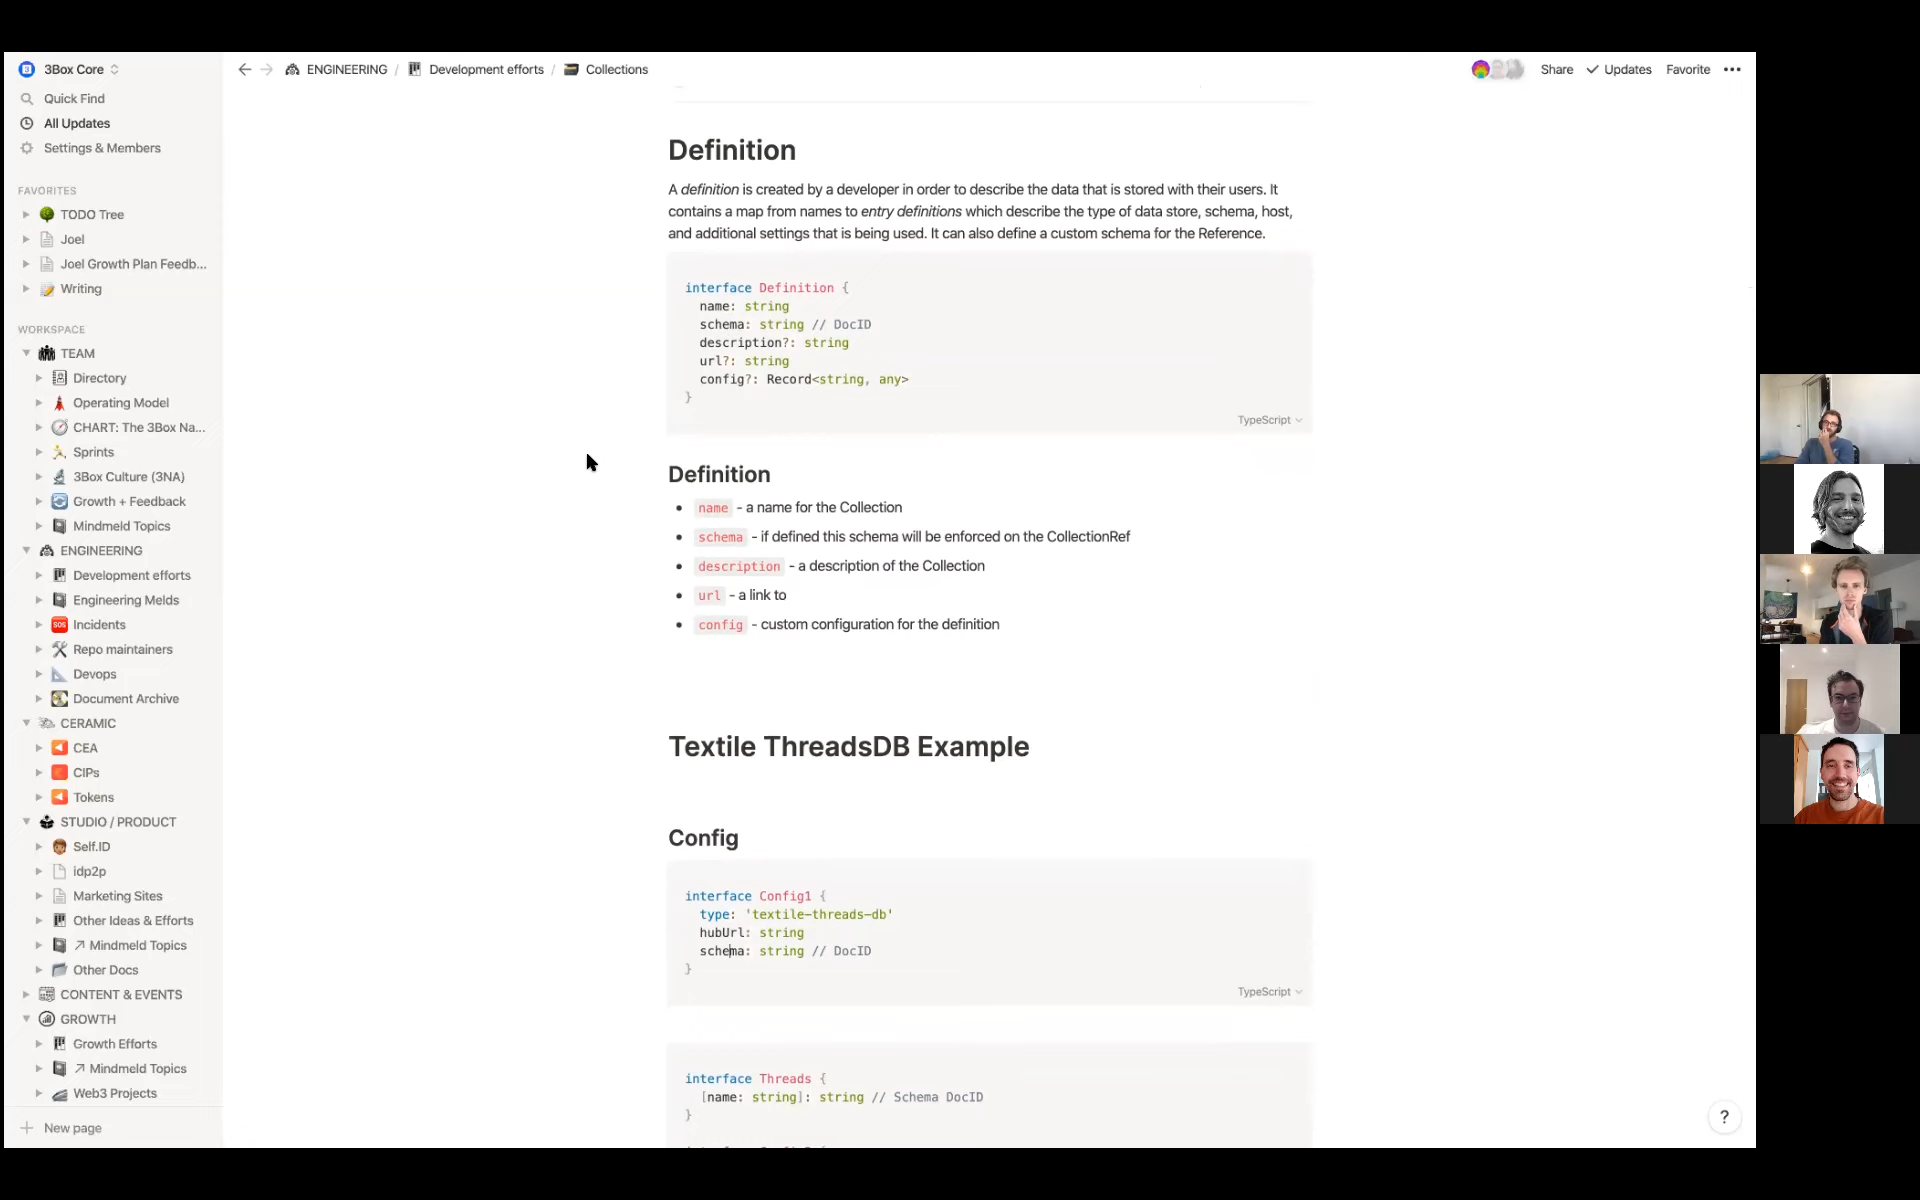 3Box Core
Quick Find
All Updates
Settings & Members
FAVORITES
TODO Tree
Joel
Joel Growth Plan Feedb...
Writing
WORKSPACE
TEAM
Directory
Operating Model
CHART: The 3Box Na...
Sprints
3Box Culture (3NA)
Growth + Feedback
Mindmeld Topics
ENGINEERING
Development efforts
Engineering Melds
SOS Incidents
Repo maintainers
Devops
Document Archive
CERAMIC
CEA
CIPs
Tokens
STUDIO / PRODUCT
Self.ID
idp2p
Marketing Sites
Other Ideas & Efforts
↗ Mindmeld Topics
Other Docs
CONTENT & EVENTS
GROWTH
Growth Efforts
↗ Mindmeld Topics
Web3 Projects
+ New page
← → ENGINEERING / Development efforts / Collections
Share ✓ Updates Favorite •••
Definition
A definition is created by a developer in order to describe the data that is stored with their users. It
contains a map from names to entry definitions which describe the type of data store, schema, host,
and additional settings that is being used. It can also define a custom schema for the Reference.
interface Definition {
name: string
schema: string // DocID
description?: string
url?: string
config?: Record<string, any>
}
TypeScript
Definition
• name - a name for the Collection
• schema - if defined this schema will be enforced on the CollectionRef
• description - a description of the Collection
• url - a link to
• config - custom configuration for the definition
Textile ThreadsDB Example
Config
interface Config1 {
type: 'textile-threads-db'
hubUrl: string
schema: string // DocID
}
TypeScript
interface Threads {
[name: string]: string // Schema DocID
}
?